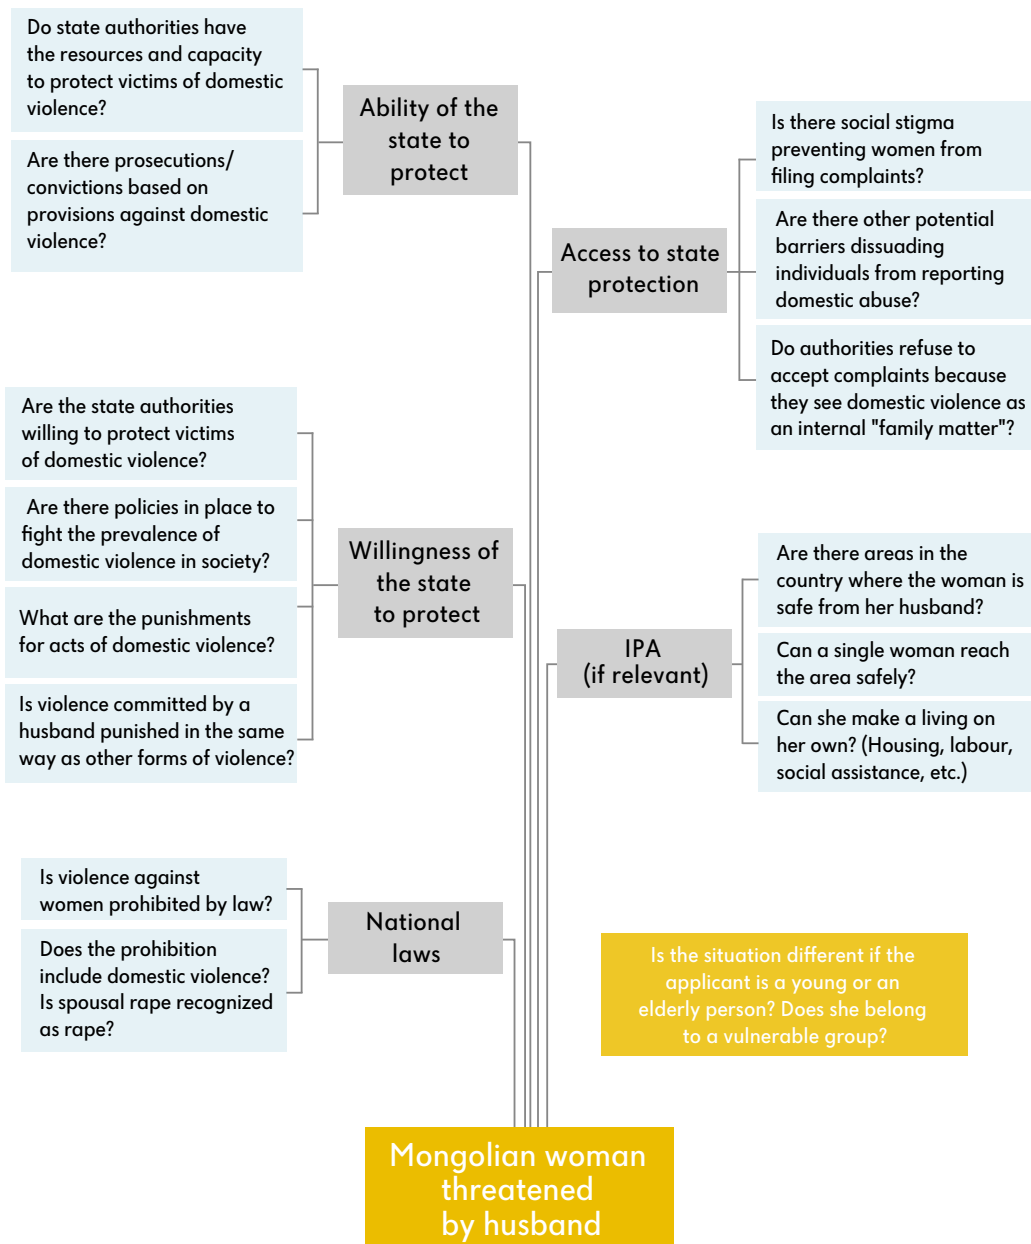 Do state authorities have
the resources and capacity
to protect victims of domestic
violence?
Are there prosecutions/
convictions based on
provisions against domestic
violence?
Ability of the
state to
protect
Is there social stigma
preventing women from
filing complaints?
Are there other potential
barriers dissuading
individuals from reporting
domestic abuse?
Do authorities refuse to
accept complaints because
they see domestic violence as
an internal "family matter"?
Access to state
protection
Are the state authorities
willing to protect victims
of domestic violence?
Are there policies in place to
fight the prevalence of
domestic violence in society?
What are the punishments
for acts of domestic violence?
Is violence committed by a
husband punished in the same
way as other forms of violence?
Willingness of
the state
to protect
Are there areas in the
country where the woman is
safe from her husband?
Can a single woman reach
the area safely?
Can she make a living on
her own? (Housing, labour,
social assistance, etc.)
IPA
(if relevant)
Is violence against
women prohibited by law?
Does the prohibition
include domestic violence?
Is spousal rape recognized
as rape?
National
laws
Is the situation different if the
applicant is a young or an
elderly person? Does she belong
to a vulnerable group?
Mongolian woman
threatened
by husband